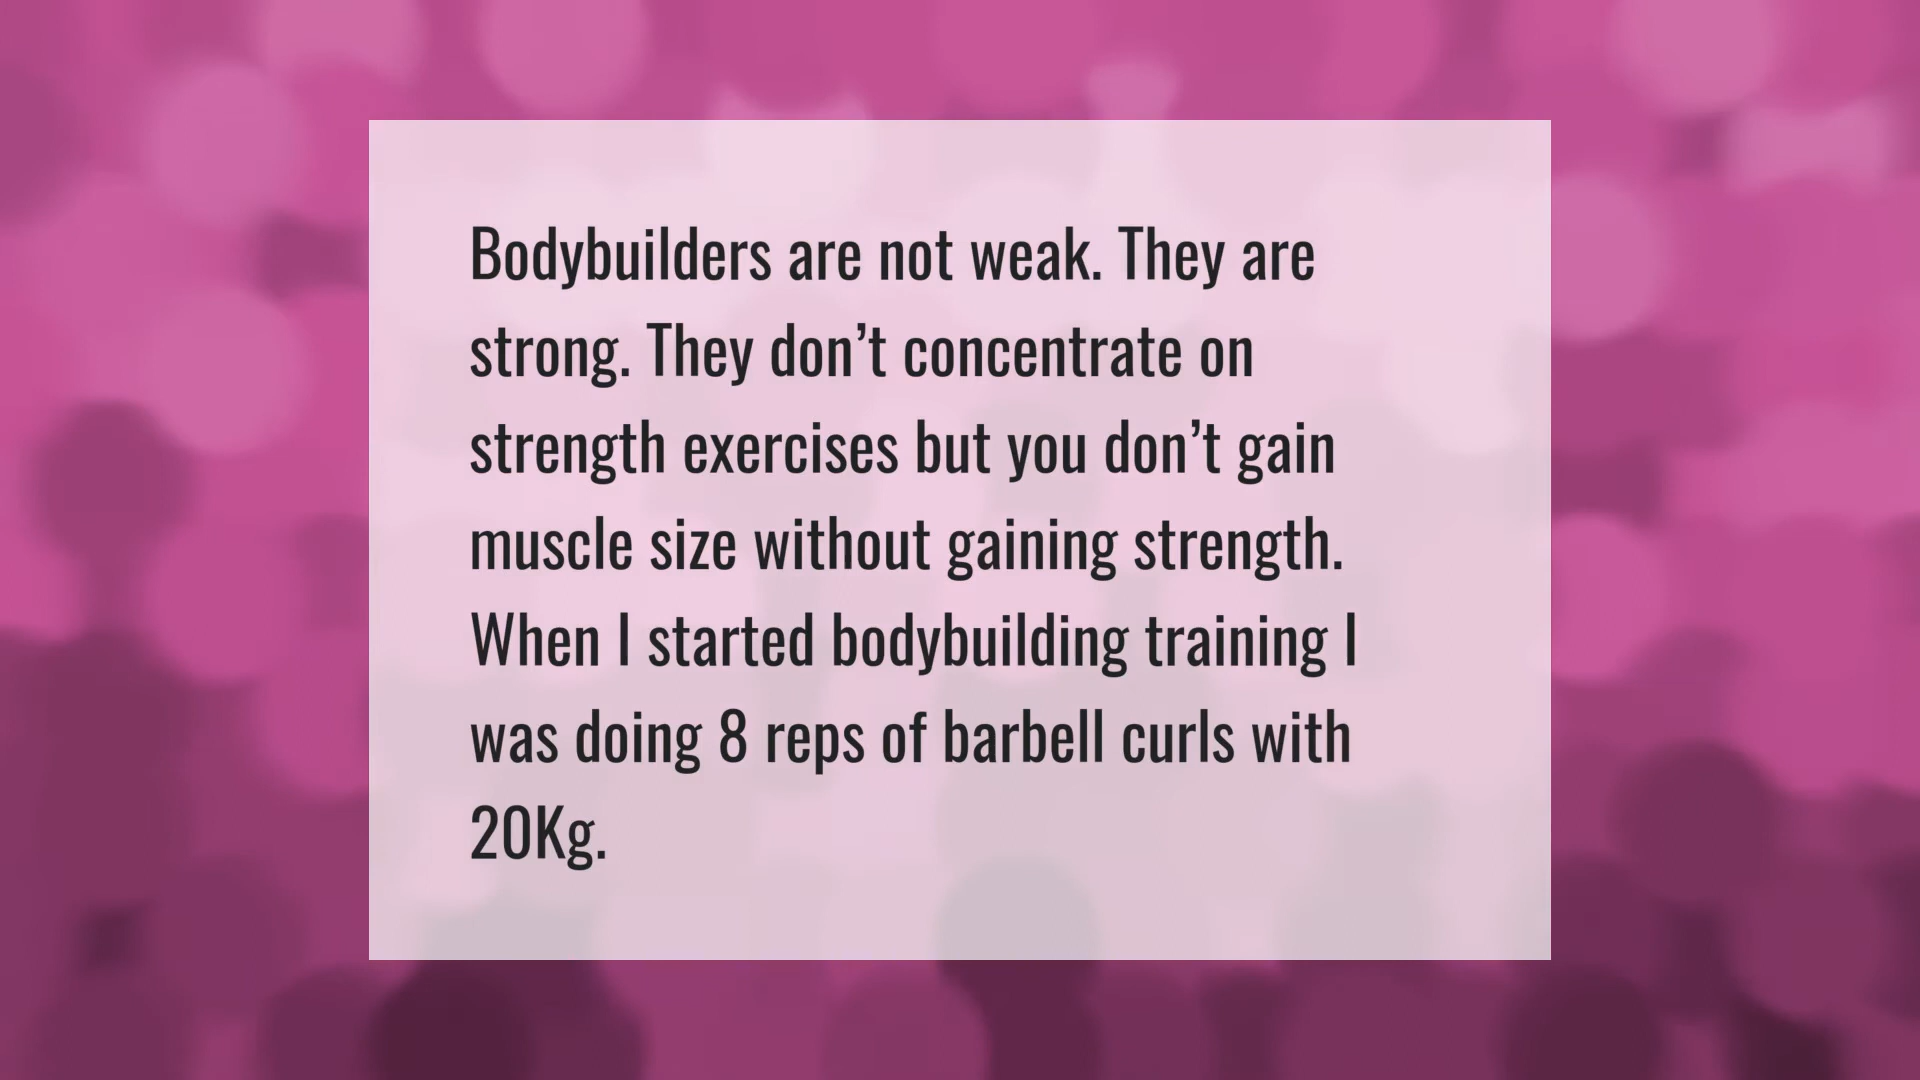 Bodybuilders are not weak. They are
strong. They don’t concentrate on
strength exercises but you don’t gain
muscle size without gaining strength.
When I started bodybuilding training I
was doing 8 reps of barbell curls with
20Kg.